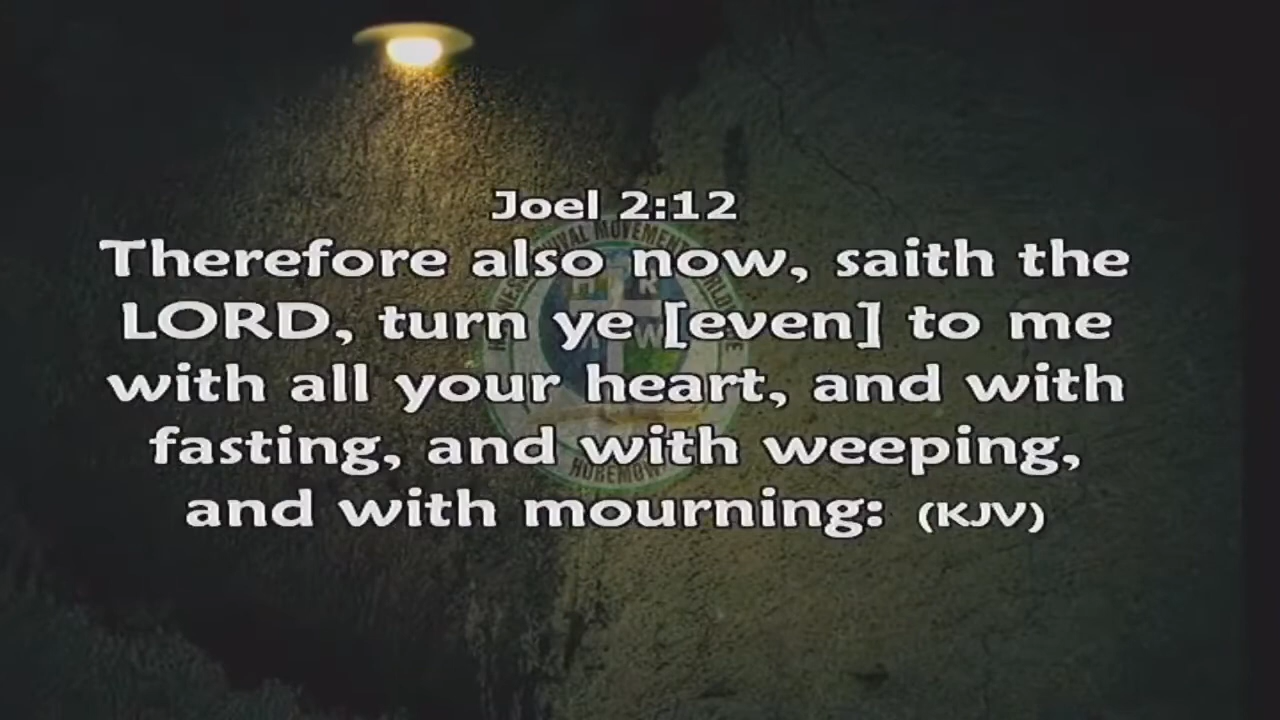 Joel 2:12
Therefore also now, saith the
LORD, turn ye [even] to me
with all your heart, and with
fasting, and with weeping,
and with mourning: (KJV)
HOREMOW